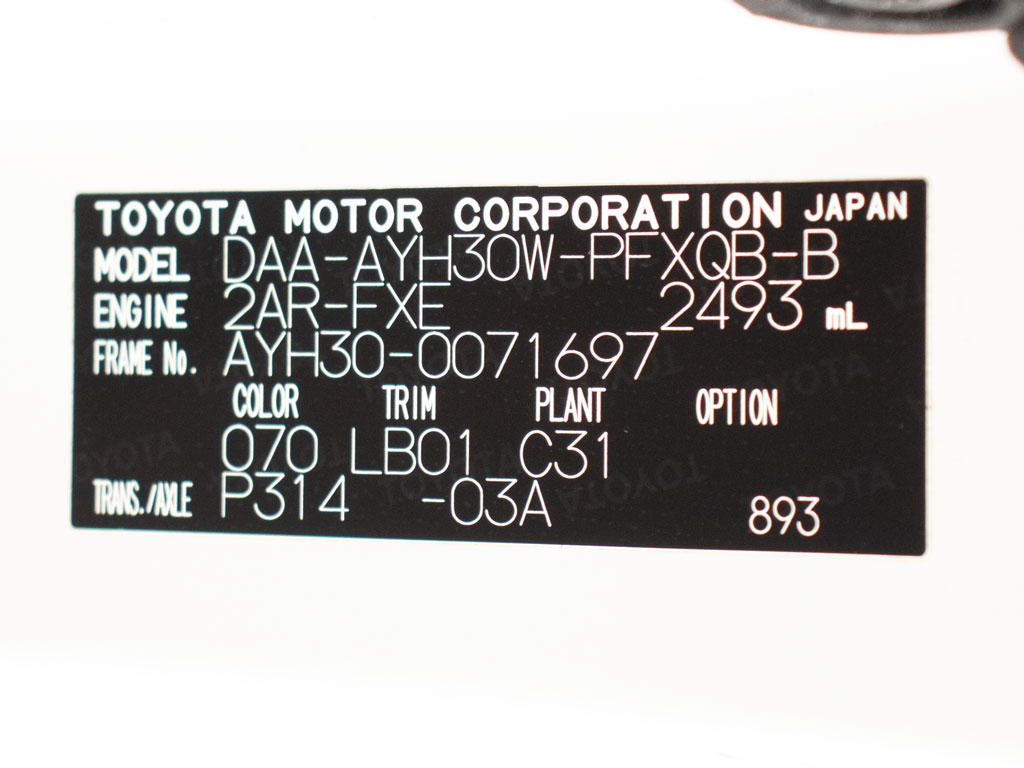 TOYOTA MOTOR CORPORATION JAPAN
MODEL DAA-AYH30W-PFXQB-B
ENGINE 2AR-FXE 2493 mL
FRAME No. AYH30-0071697
COLOR TRIM PLANT OPTION
070 LB01 C31
TRANS./AXLE P314 -03A 893